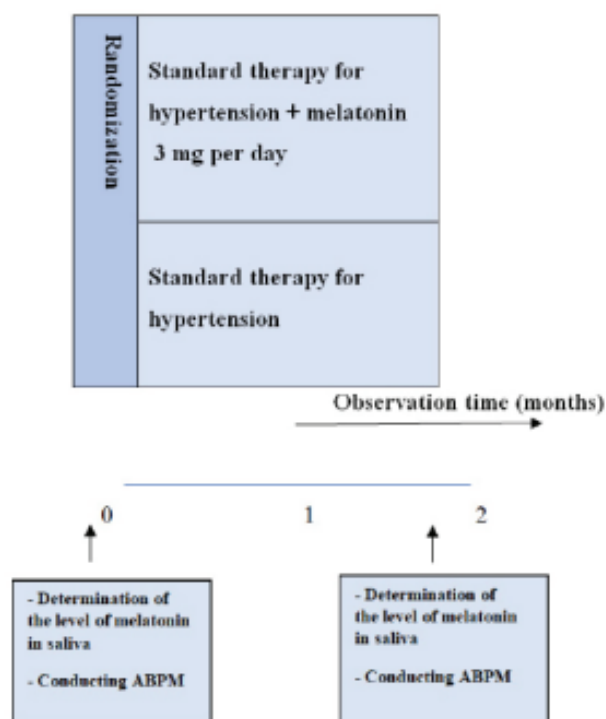 Randomization
Standard therapy for
hypertension + melatonin
3 mg per day
Standard therapy for
hypertension
Observation time (months)
0
1
2
- Determination of
the level of melatonin
in saliva
- Conducting ABPM
- Determination of
the level of melatonin
in saliva
- Conducting ABPM